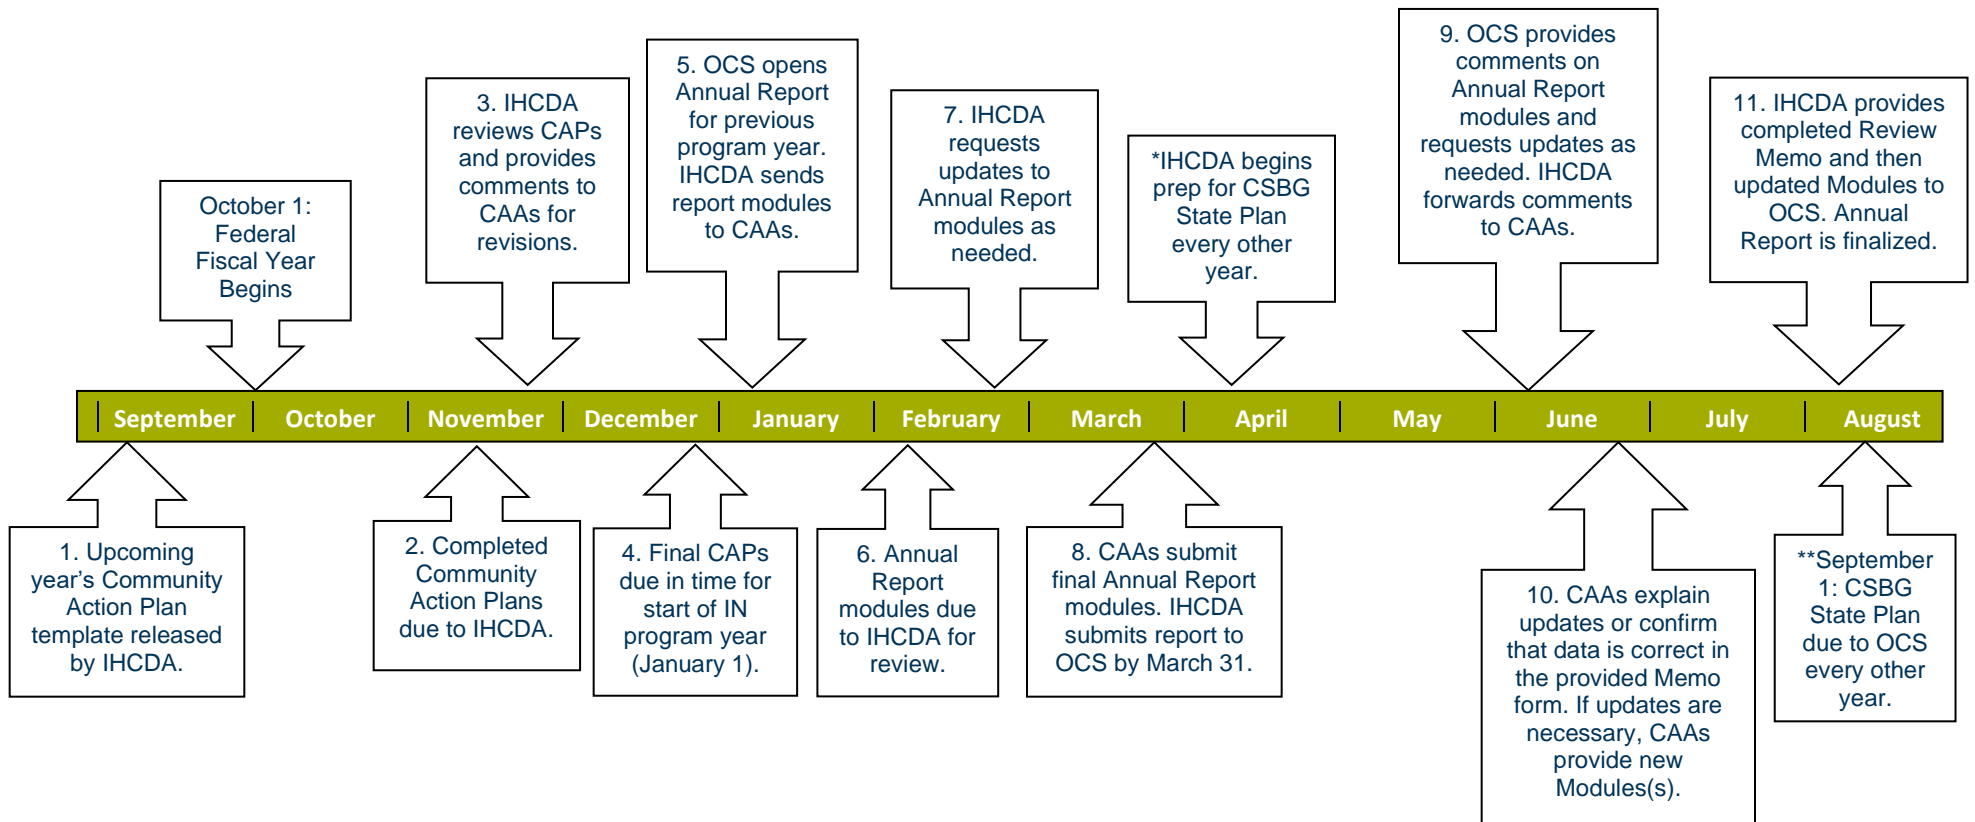 October 1:
Federal
Fiscal Year
Begins
3. IHCDA
reviews CAPs
and provides
comments to
CAAs for
revisions.
5. OCS opens
Annual Report
for previous
program year.
IHCDA sends
report modules
to CAAs.
7. IHCDA
requests
updates to
Annual Report
modules as
needed.
*IHCDA begins
prep for CSBG
State Plan
every other
year.
9. OCS provides
comments on
Annual Report
modules and
requests updates as
needed. IHCDA
forwards comments
to CAAs.
11. IHCDA provides
completed Review
Memo and then
updated Modules to
OCS. Annual
Report is finalized.
September
October
November
December
January
February
March
April
May
June
July
August
1. Upcoming
year’s Community
Action Plan
template released
by IHCDA.
2. Completed
Community
Action Plans
due to IHCDA.
4. Final CAPs
due in time for
start of IN
program year
(January 1).
6. Annual
Report
modules due
to IHCDA for
review.
8. CAAs submit
final Annual Report
modules. IHCDA
submits report to
OCS by March 31.
10. CAAs explain
updates or confirm
that data is correct in
the provided Memo
form. If updates are
necessary, CAAs
provide new
Modules(s).
**September
1: CSBG
State Plan
due to OCS
every other
year.